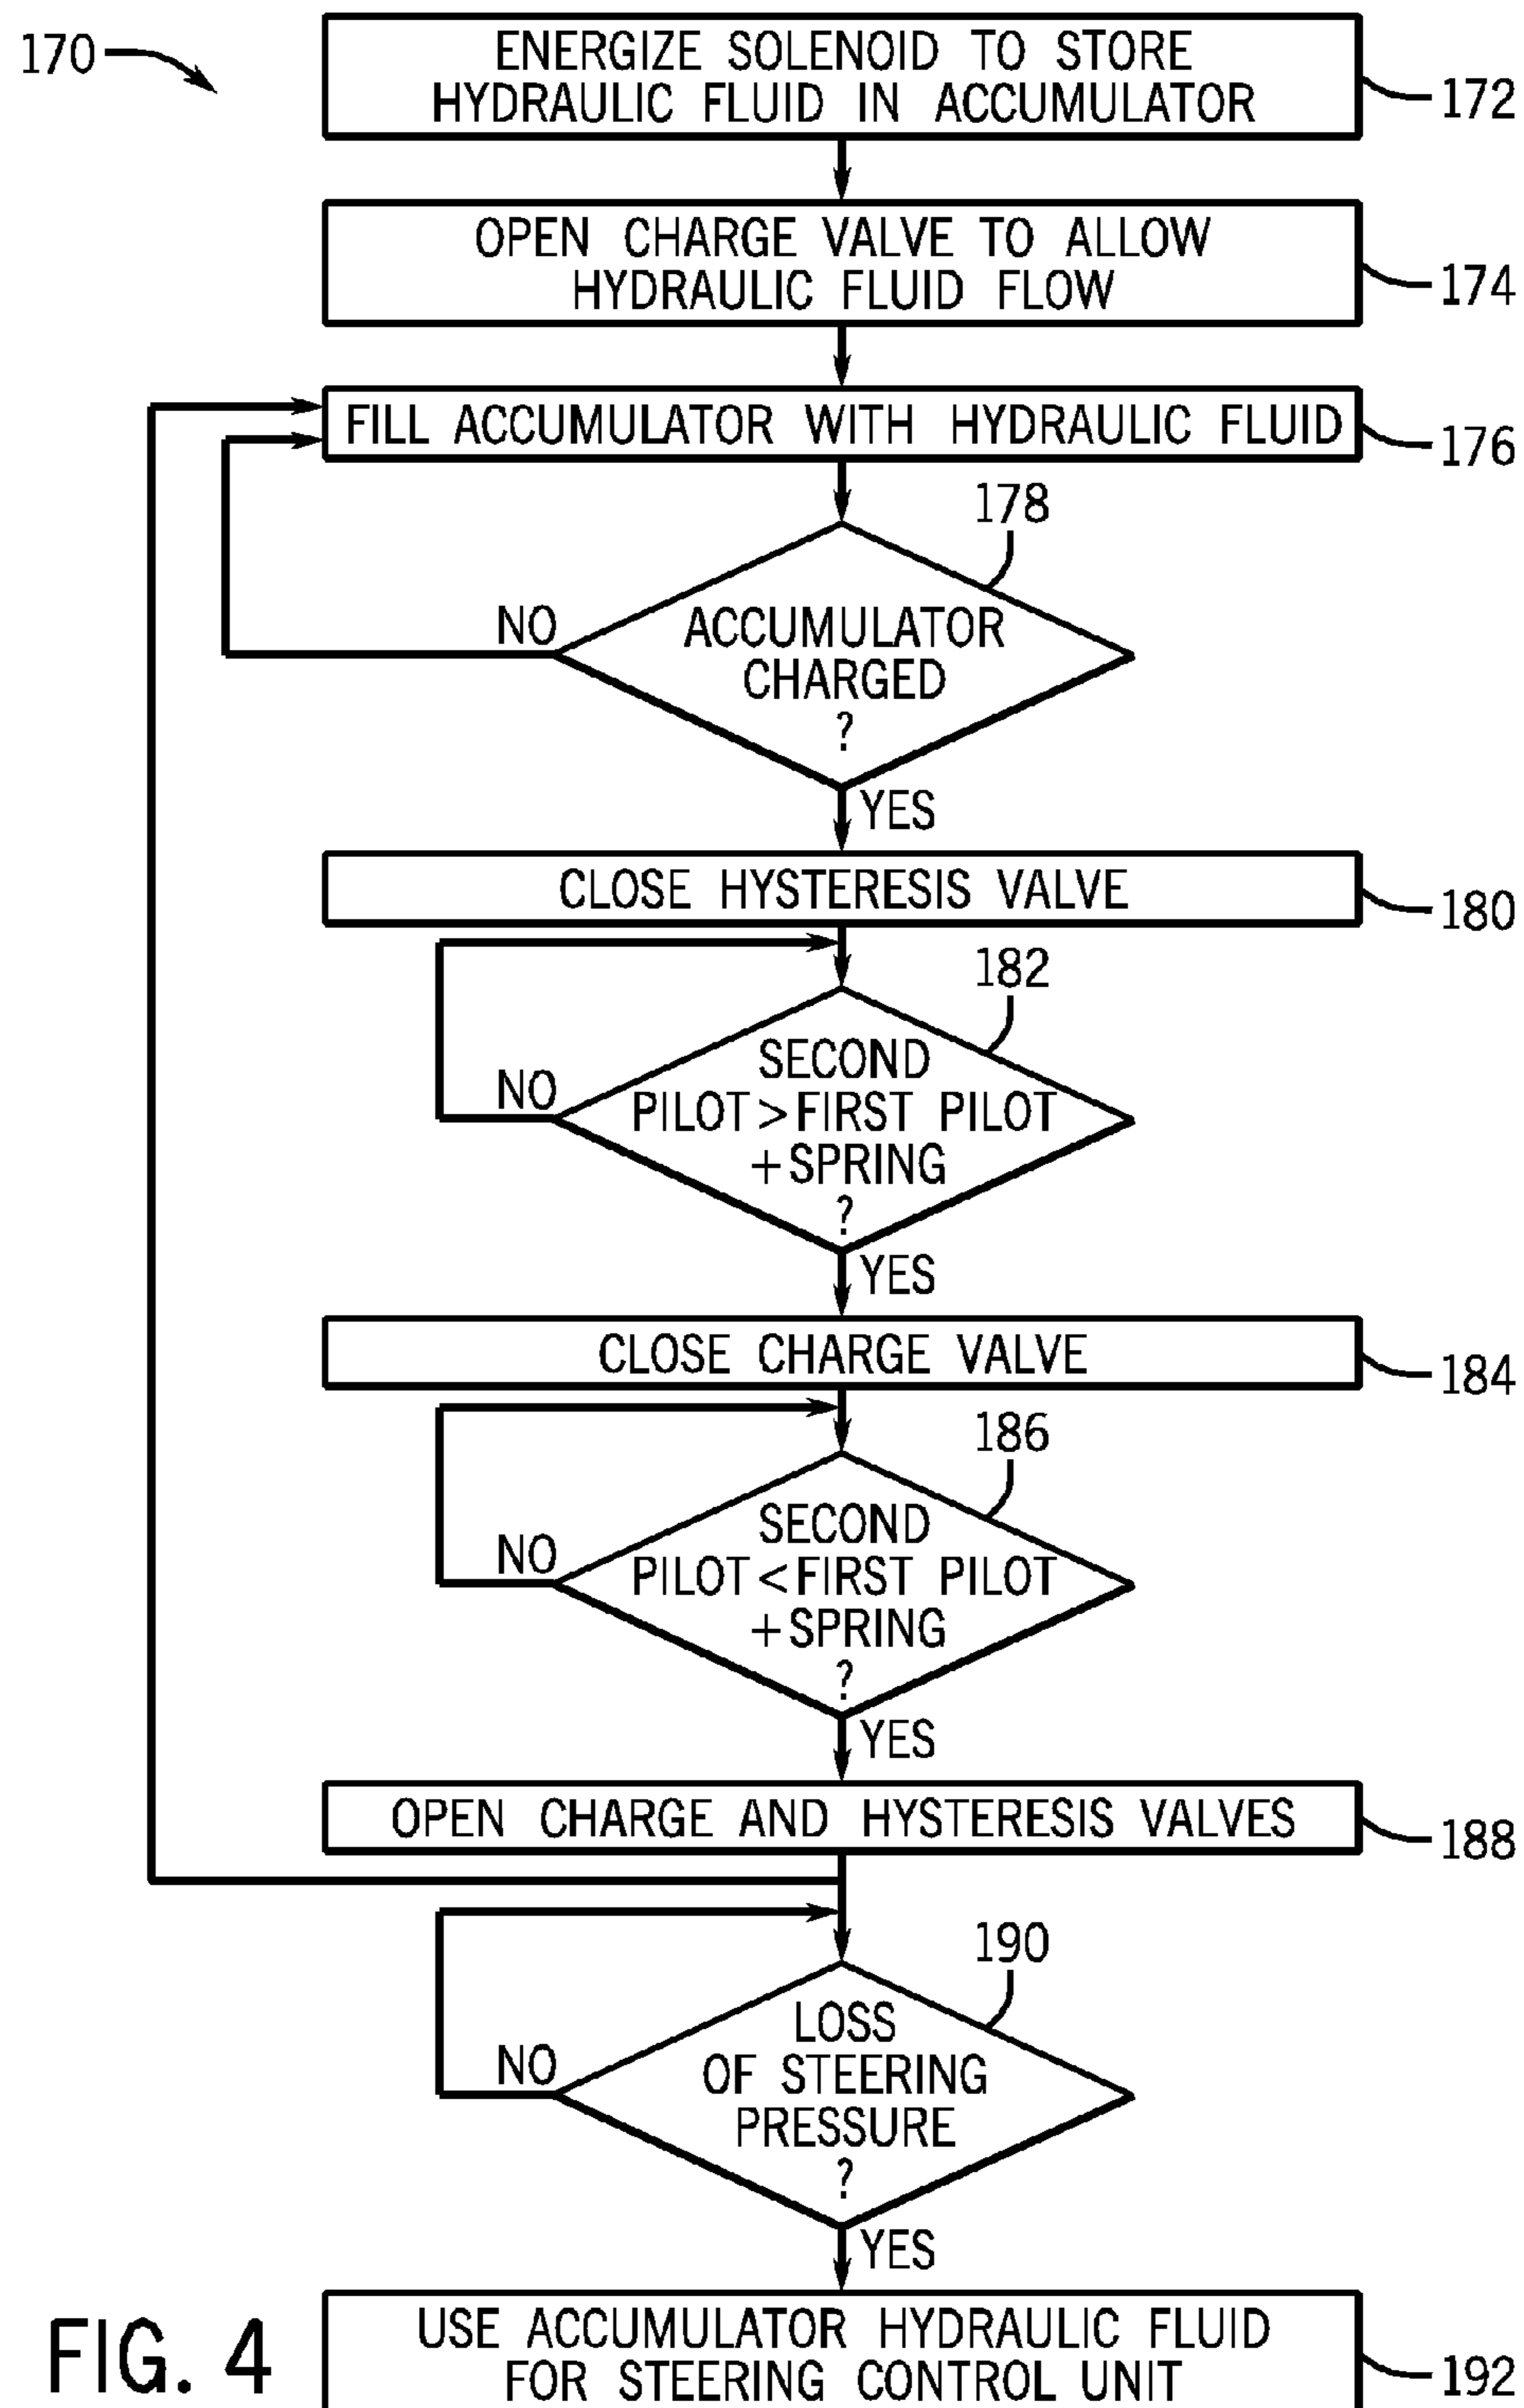 170
ENERGIZE SOLENOID TO STORE
HYDRAULIC FLUID IN ACCUMULATOR
172
OPEN CHARGE VALVE TO ALLOW
HYDRAULIC FLUID FLOW
174
FILL ACCUMULATOR WITH HYDRAULIC FLUID
176
178
NO
ACCUMULATOR
CHARGED
?
YES
CLOSE HYSTERESIS VALVE
180
182
NO
SECOND
PILOT > FIRST PILOT
+ SPRING
?
YES
CLOSE CHARGE VALVE
184
186
NO
SECOND
PILOT < FIRST PILOT
+ SPRING
?
YES
OPEN CHARGE AND HYSTERESIS VALVES
188
190
NO
LOSS
OF STEERING
PRESSURE
?
YES
USE ACCUMULATOR HYDRAULIC FLUID
FOR STEERING CONTROL UNIT
192
FIG. 4